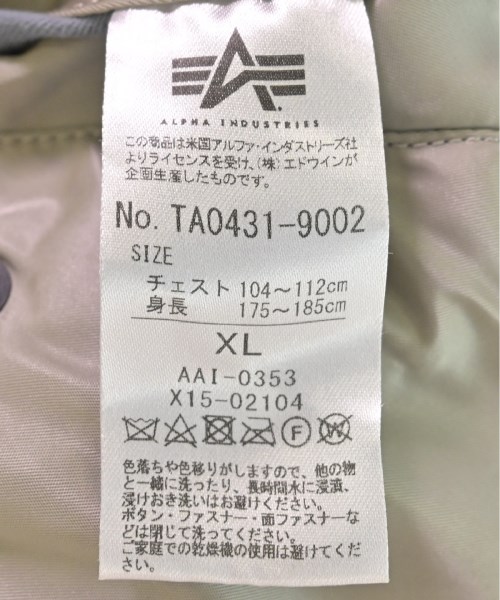 ALPHA INDUSTRIES
この商品は米国アルファ・インダストリーズ社
よりライセンスを受け、(株)エドウインが
企画生産したものです。
No. TA0431-9002
SIZE
チェスト 104〜112cm
身長 175〜185cm
XL
AAI-0353
X15-02104
F W
色落ちや色移りがしますので、他の物
と一緒に洗ったり、長時間水に浸漬、
浸けおき洗いはお避けください。
ボタン・ファスナー・面ファスナーな
どは閉じて洗ってください。
ご家庭での乾燥機の使用は避けてくだ
さい。